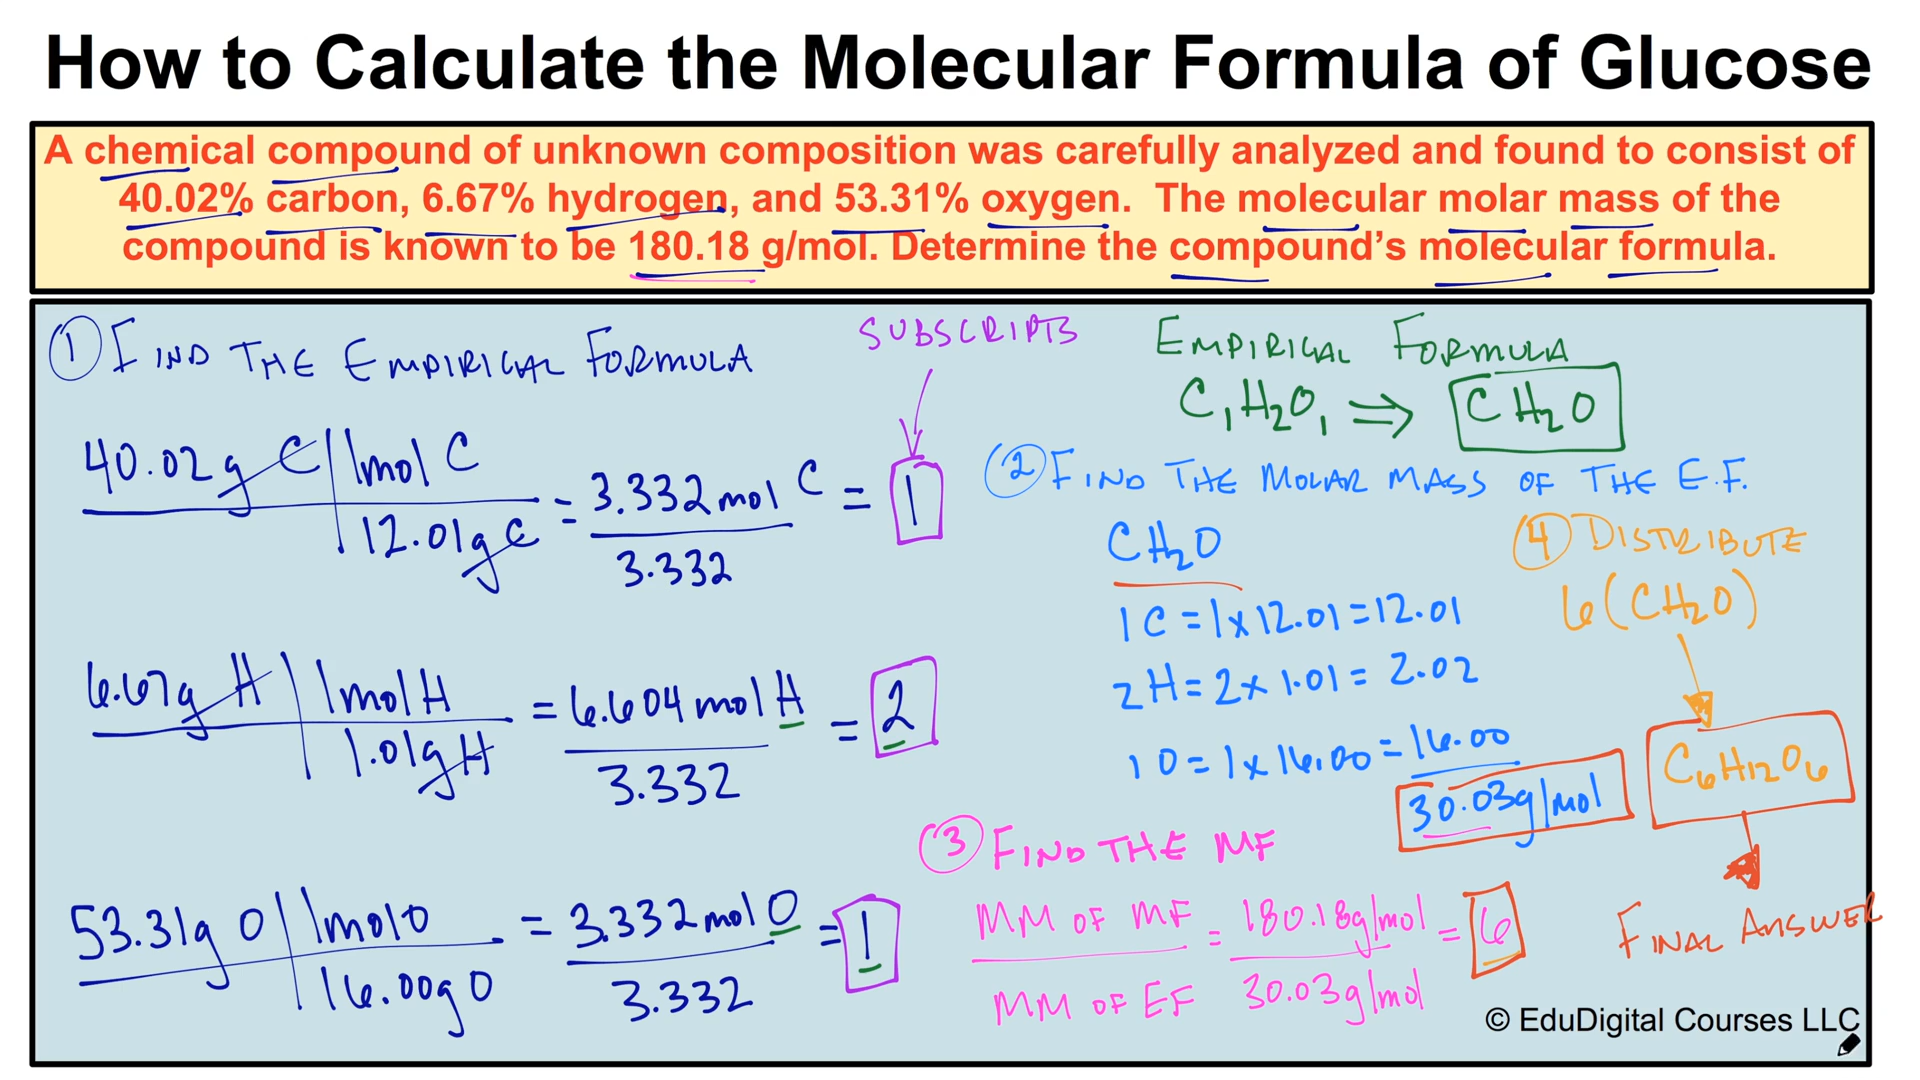 How to Calculate the Molecular Formula of Glucose
A chemical compound of unknown composition was carefully analyzed and found to consist of
40.02% carbon, 6.67% hydrogen, and 53.31% oxygen. The molecular molar mass of the
compound is known to be 180.18 g/mol. Determine the compound's molecular formula.
① FIND THE EMPIRICAL FORMULA
40.02g C | 1mol C
12.01g C
= 3.332 mol C
3.332
= 1
SUBSCRIPTS
6.67g H | 1mol H
1.01g H
= 6.604 mol H
3.332
= 2
53.31g O | 1mol O
16.00g O
= 3.332 mol O
3.332
= 1
EMPIRICAL FORMULA
C₁H₂O₁ ⇒ CH₂O
② FIND THE MOLAR MASS OF THE E.F.
CH₂O
1C = 1x12.01 = 12.01
2H = 2x1.01 = 2.02
1O = 1x16.00 = 16.00
30.03g/mol
③ FIND THE MF
MM OF MF
MM OF EF
= 180.18g/mol
30.03g/mol
= 6
④ DISTRIBUTE
6(CH₂O)
C₆H₁₂O₆
FINAL ANSWER
© EduDigital Courses LLC